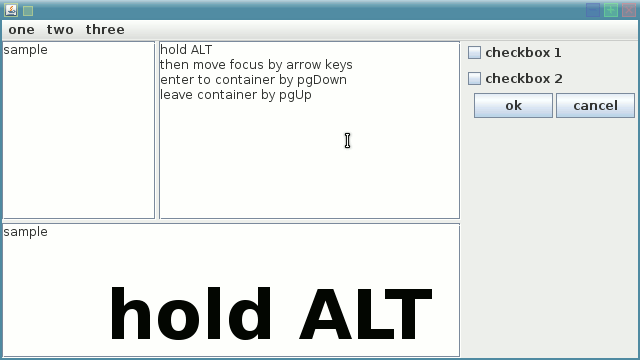 one two three
sample
hold ALT
then move focus by arrow keys
enter to container by pgDown
leave container by pgUp
checkbox 1
checkbox 2
ok cancel
sample
hold ALT